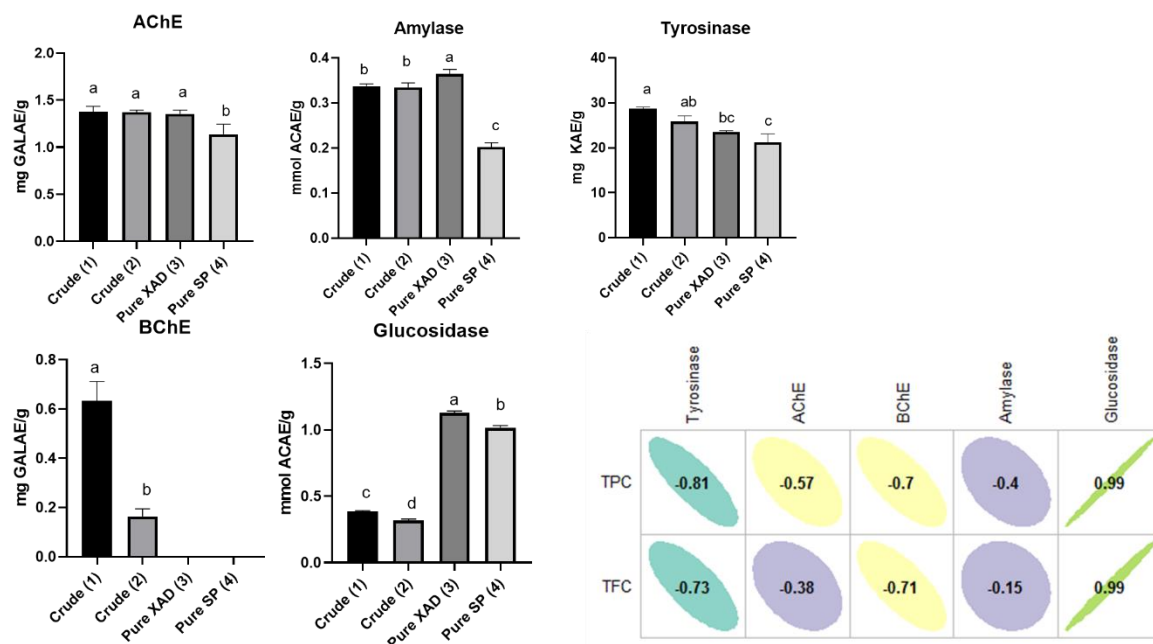 AChE
mg GALAE/g
2.0
1.5
1.0
0.5
0.0
a
a
a
b
Crude (1)
Crude (2)
Pure XAD (3)
Pure SP (4)
Amylase
mmol ACAE/g
0.4
0.3
0.2
0.1
0.0
b
b
a
c
Crude (1)
Crude (2)
Pure XAD (3)
Pure SP (4)
Tyrosinase
mg KAE/g
40
30
20
10
0
a
ab
bc
c
Crude (1)
Crude (2)
Pure XAD (3)
Pure SP (4)
BChE
mg GALAE/g
0.8
0.6
0.4
0.2
0.0
a
b
Crude (1)
Crude (2)
Pure XAD (3)
Pure SP (4)
Glucosidase
mmol ACAE/g
1.5
1.0
0.5
0.0
c
d
a
b
Crude (1)
Crude (2)
Pure XAD (3)
Pure SP (4)
Tyrosinase
AChE
BChE
Amylase
Glucosidase
TPC
-0.81
-0.57
-0.7
-0.4
0.99
TFC
-0.73
-0.38
-0.71
-0.15
0.99